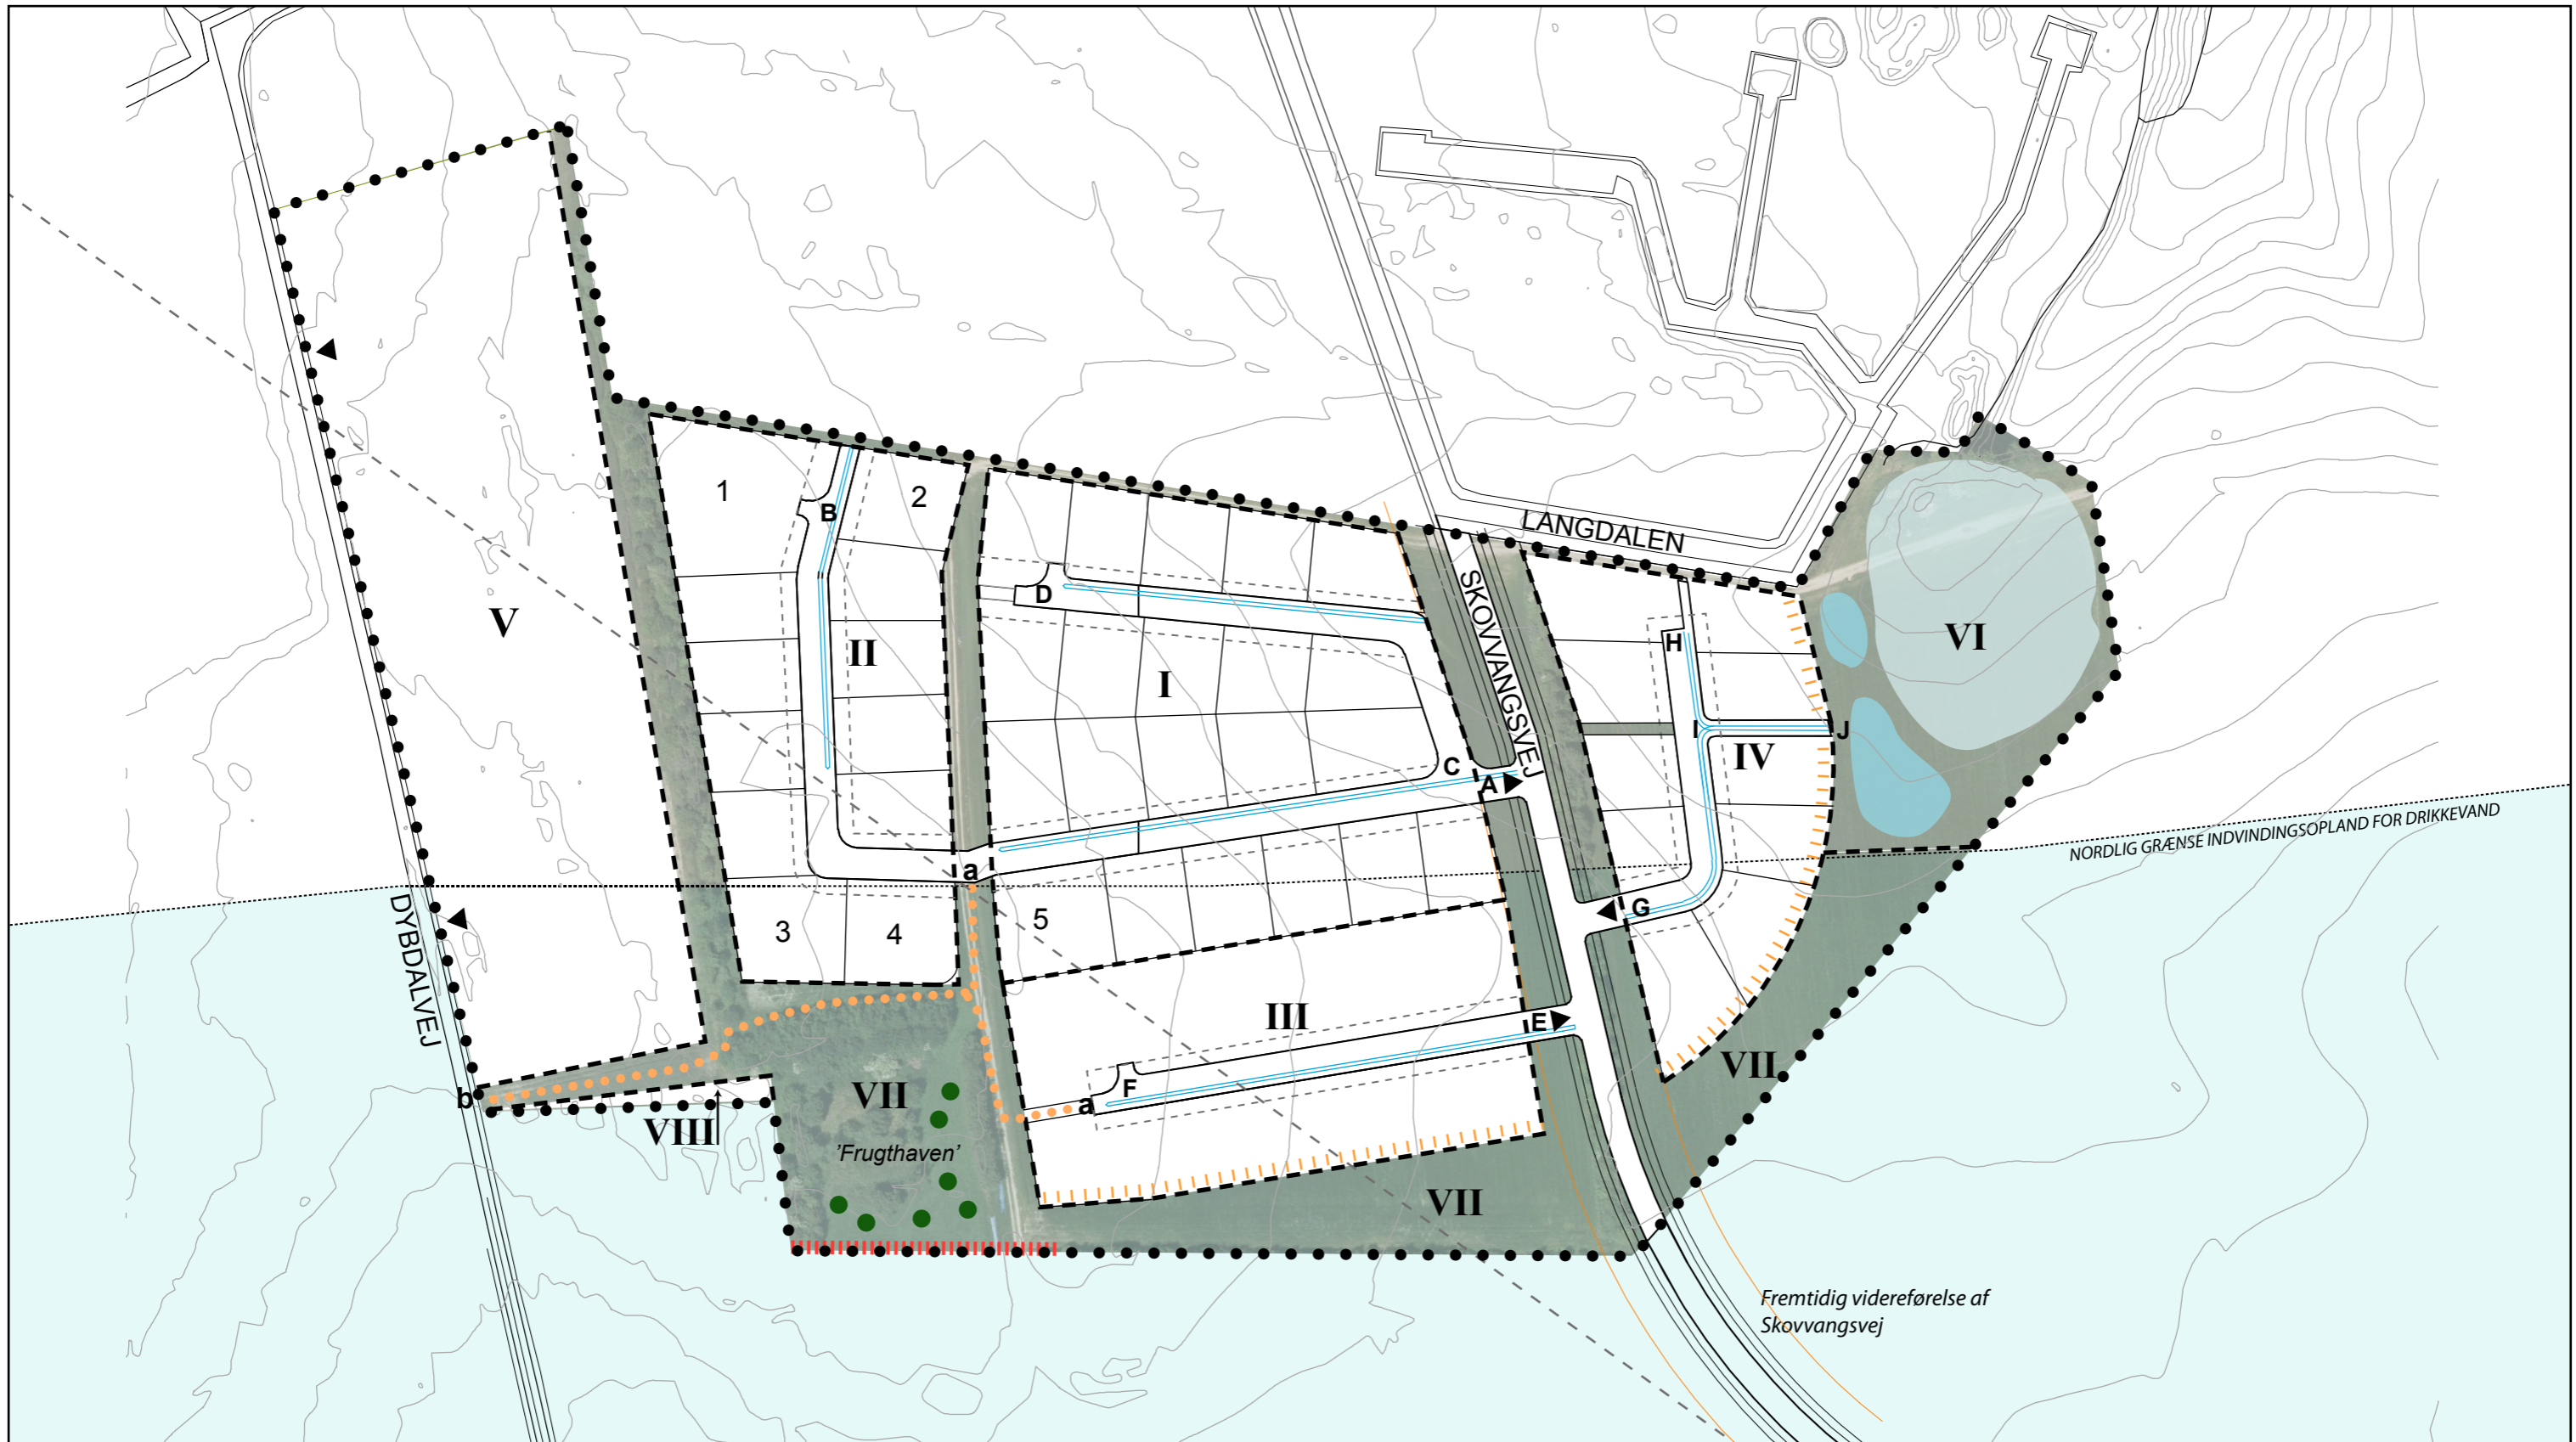 1
2
B
LANGDALEN
SKOVVANGSVEJ
D
V
II
I
H
VI
I
J
IV
C
A
NORDLIG GRÆNSE INDVINDINGSOPLAND FOR DRIKKEVAND
a
G
DYBDALVEJ
3
4
5
III
E
VII
F
a
b
VII
VIII
'Frugthaven'
VII
Fremtidig videreførelse af
Skovvangsvej